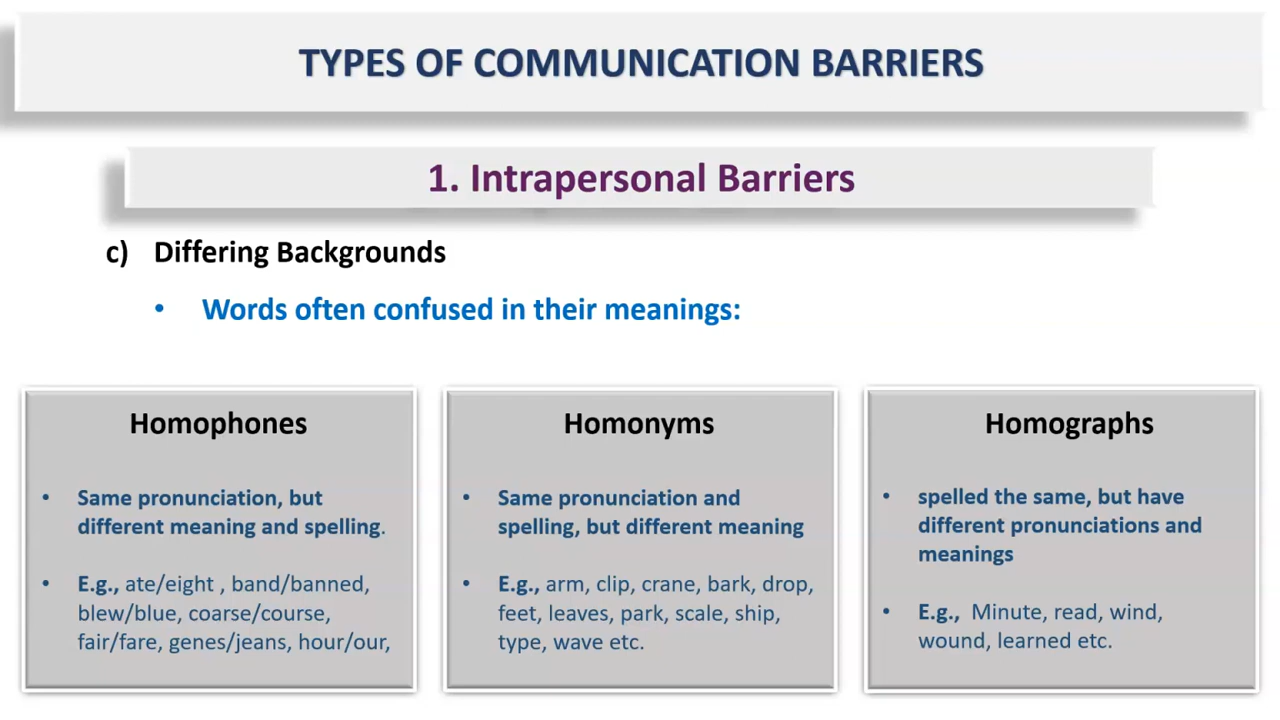 TYPES OF COMMUNICATION BARRIERS
1. Intrapersonal Barriers
c) Differing Backgrounds
• Words often confused in their meanings:
Homophones
• Same pronunciation, but
different meaning and spelling.
• E.g., ate/eight , band/banned,
blew/blue, coarse/course,
fair/fare, genes/jeans, hour/our,
Homonyms
• Same pronunciation and
spelling, but different meaning
• E.g., arm, clip, crane, bark, drop,
feet, leaves, park, scale, ship,
type, wave etc.
Homographs
• spelled the same, but have
different pronunciations and
meanings
• E.g., Minute, read, wind,
wound, learned etc.